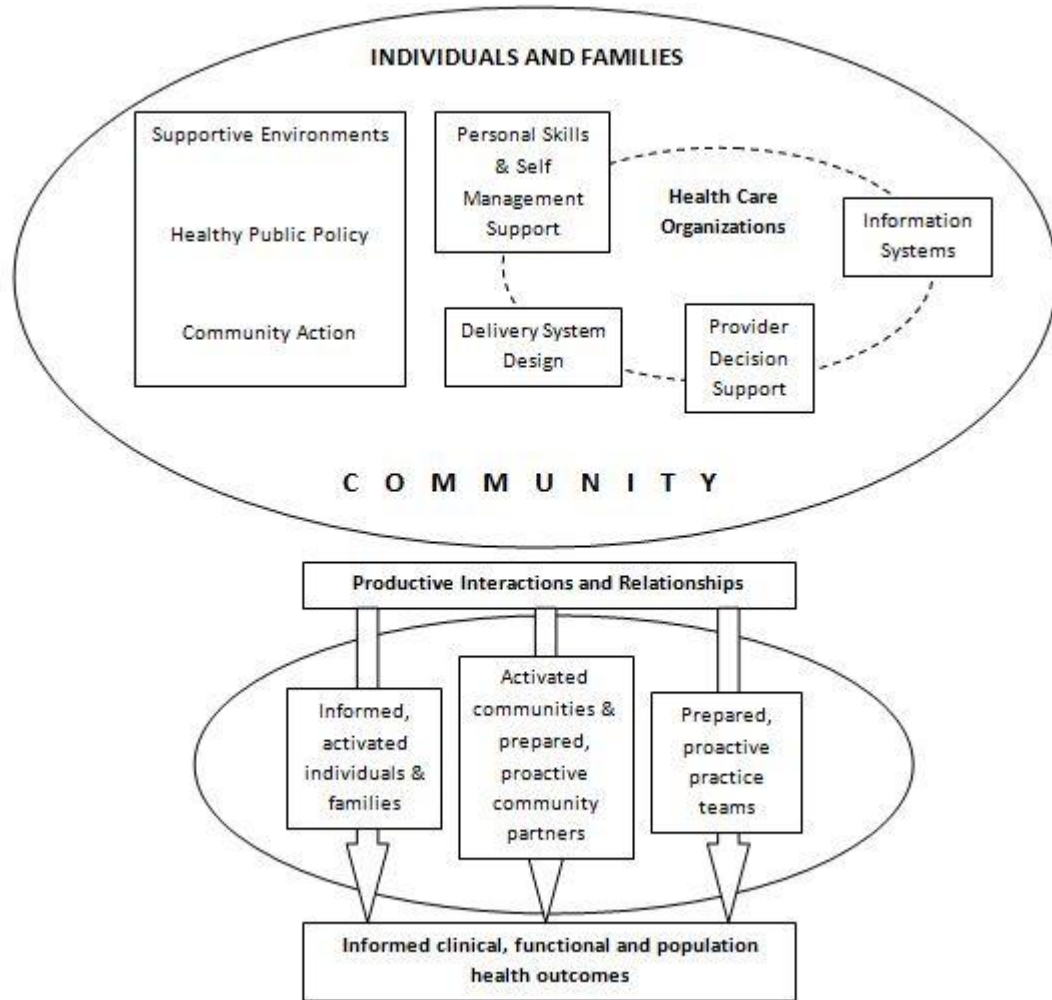 INDIVIDUALS AND FAMILIES
Supportive Environments
Healthy Public Policy
Community Action
Personal Skills
& Self
Management
Support
Health Care
Organizations
Information
Systems
Delivery System
Design
Provider
Decision
Support
C O M M U N I T Y
Productive Interactions and Relationships
Informed,
activated
individuals &
families
Activated
communities &
prepared,
proactive
community
partners
Prepared,
proactive
practice
teams
Informed clinical, functional and population
health outcomes